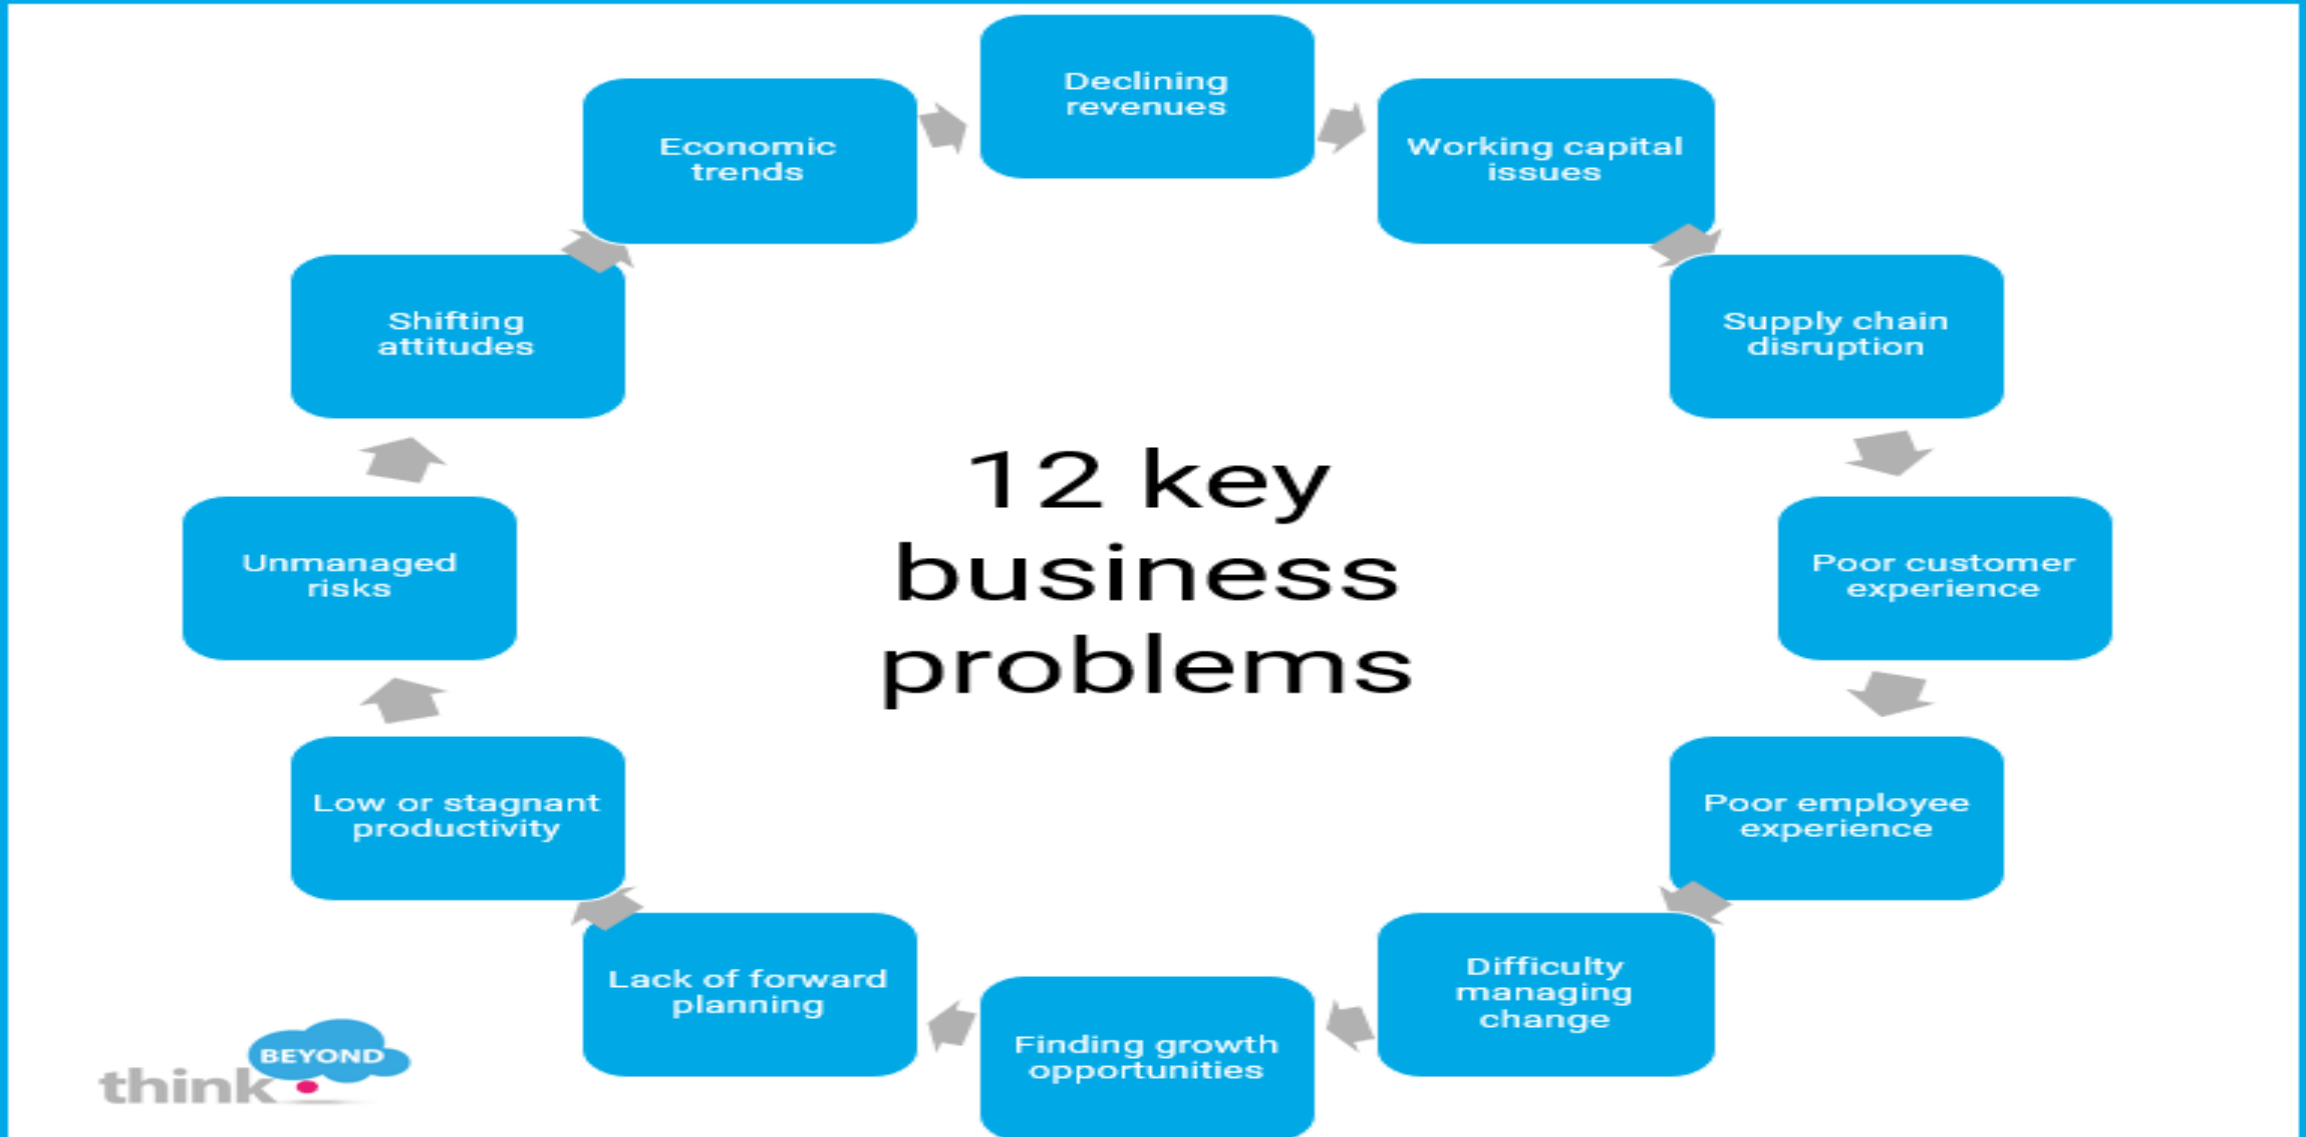 Declining
revenues
Working capital
issues
Supply chain
disruption
Poor customer
experience
Poor employee
experience
Difficulty
managing
change
Finding growth
opportunities
Lack of forward
planning
Low or stagnant
productivity
Unmanaged
risks
Shifting
attitudes
Economic
trends
12 key
business
problems
think
BEYOND